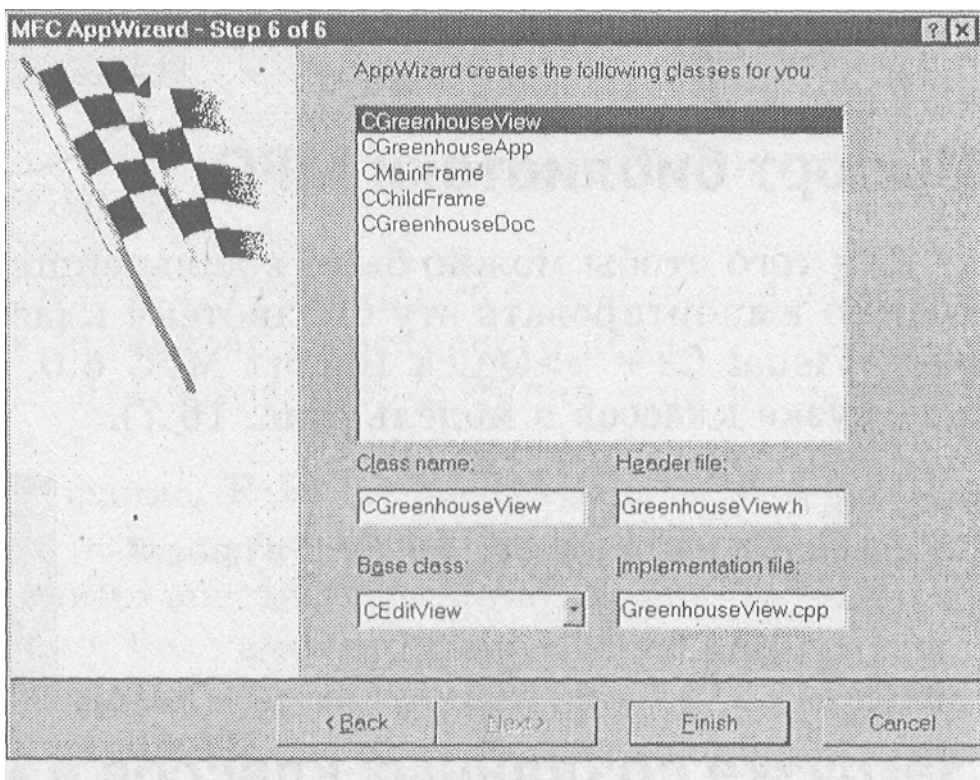 MFC AppWizard - Step 6 of 6
AppWizard creates the following classes for you:
CGreenhouseView
CGreenhouseApp
CMainFrame
CChildFrame
CGreenhouseDoc
Class name:
Header file:
CGreenhouseView
GreenhouseView.h
Base class:
Implementation file:
CEditView
GreenhouseView.cpp
< Back
Next >
Finish
Cancel